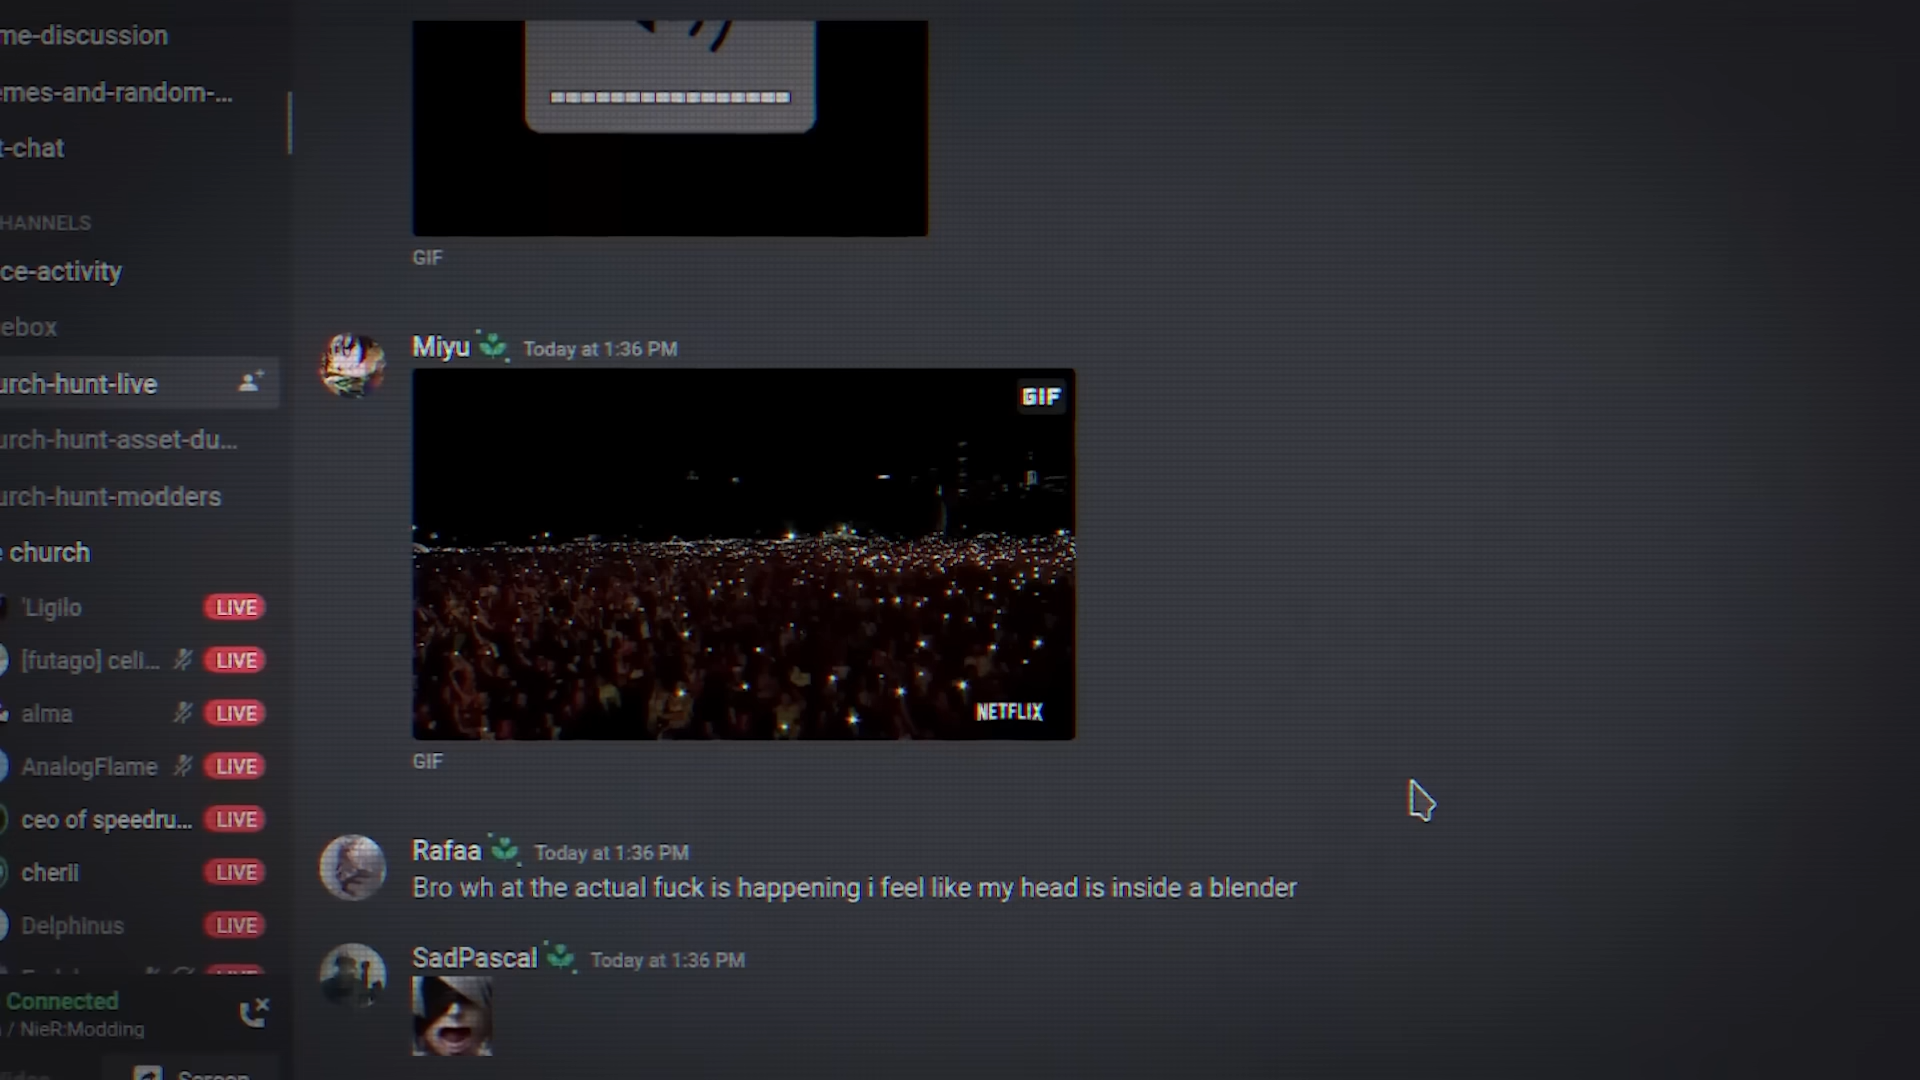 me-discussion
emes-and-random-...
t-chat
HANNELS
ce-activity
ebox
urch-hunt-live
urch-hunt-asset-du...
urch-hunt-modders
e church
'Ligilo LIVE
[futago] celi... LIVE
alma LIVE
AnalogFlame LIVE
ceo of speedru... LIVE
cherii LIVE
Delphinus LIVE
LIVE
Connected
/ NieR:Modding
Screen
GIF
Miyu Today at 1:36 PM
GIF
NETFLIX
GIF
Rafaa Today at 1:36 PM
Bro wh at the actual fuck is happening i feel like my head is inside a blender
SadPascal Today at 1:36 PM